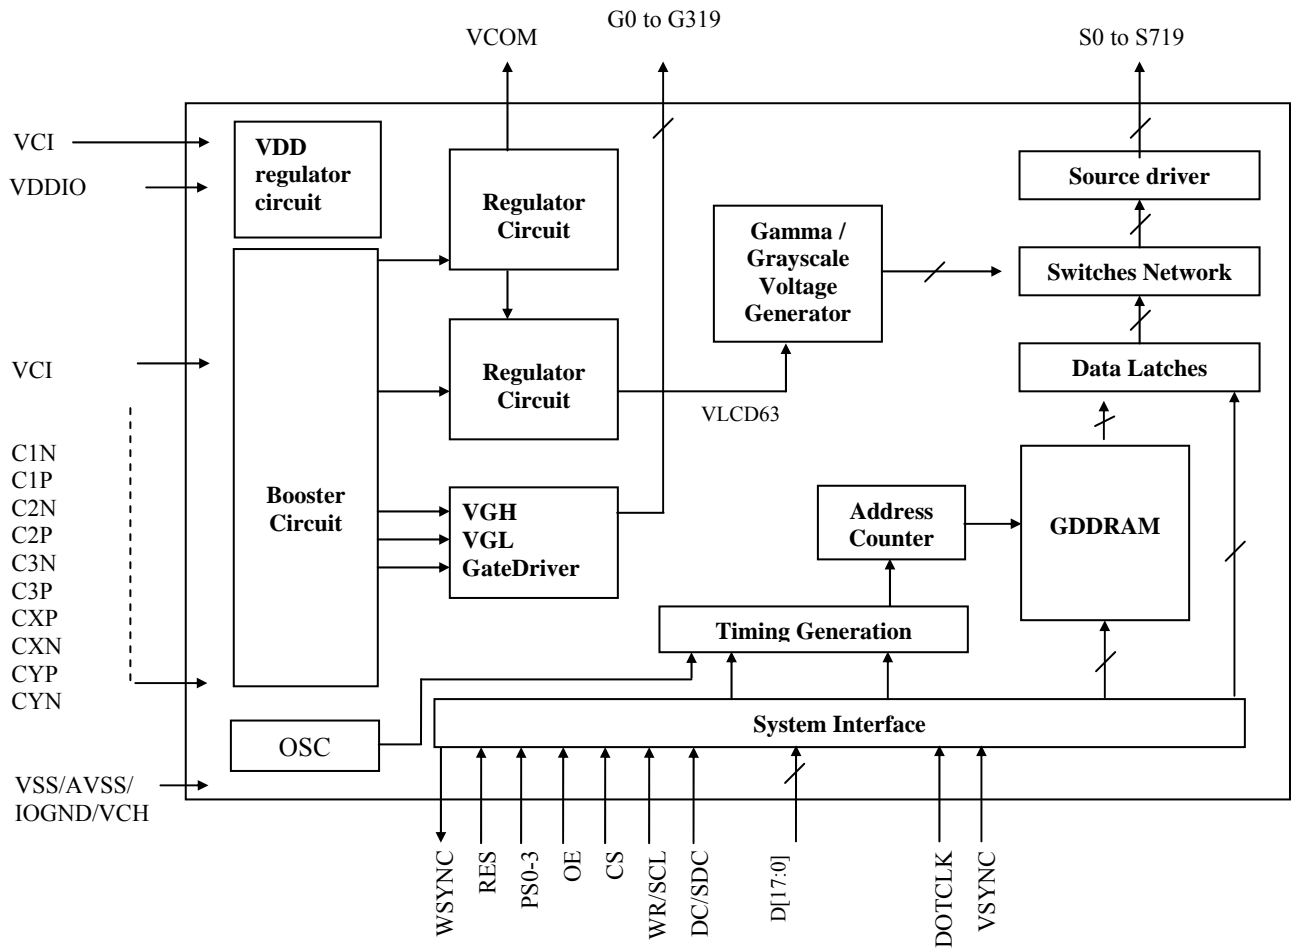 G0 to G319
VCOM
S0 to S719
VCI
VDDIO
VDD
regulator
circuit
Regulator
Circuit
Source driver
Gamma /
Grayscale
Voltage
Generator
Switches Network
VCI
Regulator
Circuit
Data Latches
VLCD63
C1N
C1P
C2N
C2P
C3N
C3P
CXP
CXN
CYP
CYN
Booster
Circuit
VGH
VGL
GateDriver
Address
Counter
GDDRAM
Timing Generation
System Interface
OSC
VSS/AVSS/
IOGND/VCH
WSYNC
RES
PS0-3
OE
CS
WR/SCL
DC/SDC
D[17:0]
DOTCLK
VSYNC